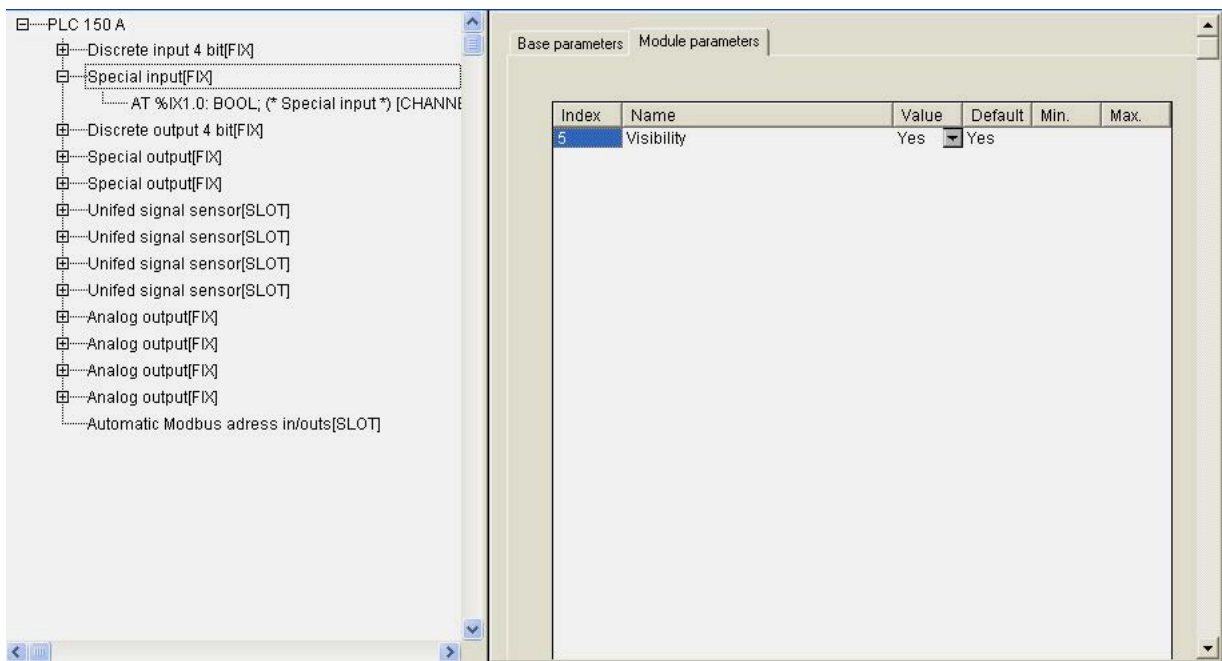 PLC 150 A
Discrete input 4 bit[FIX]
Special input[FIX]
AT %IX1.0: BOOL; (* Special input *) [CHANNE
Discrete output 4 bit[FIX]
Special output[FIX]
Special output[FIX]
Unifed signal sensor[SLOT]
Unifed signal sensor[SLOT]
Unifed signal sensor[SLOT]
Unifed signal sensor[SLOT]
Analog output[FIX]
Analog output[FIX]
Analog output[FIX]
Analog output[FIX]
Automatic Modbus adress in/outs[SLOT]
Base parameters Module parameters
Index Name Value Default Min. Max.
5 Visibility Yes Yes